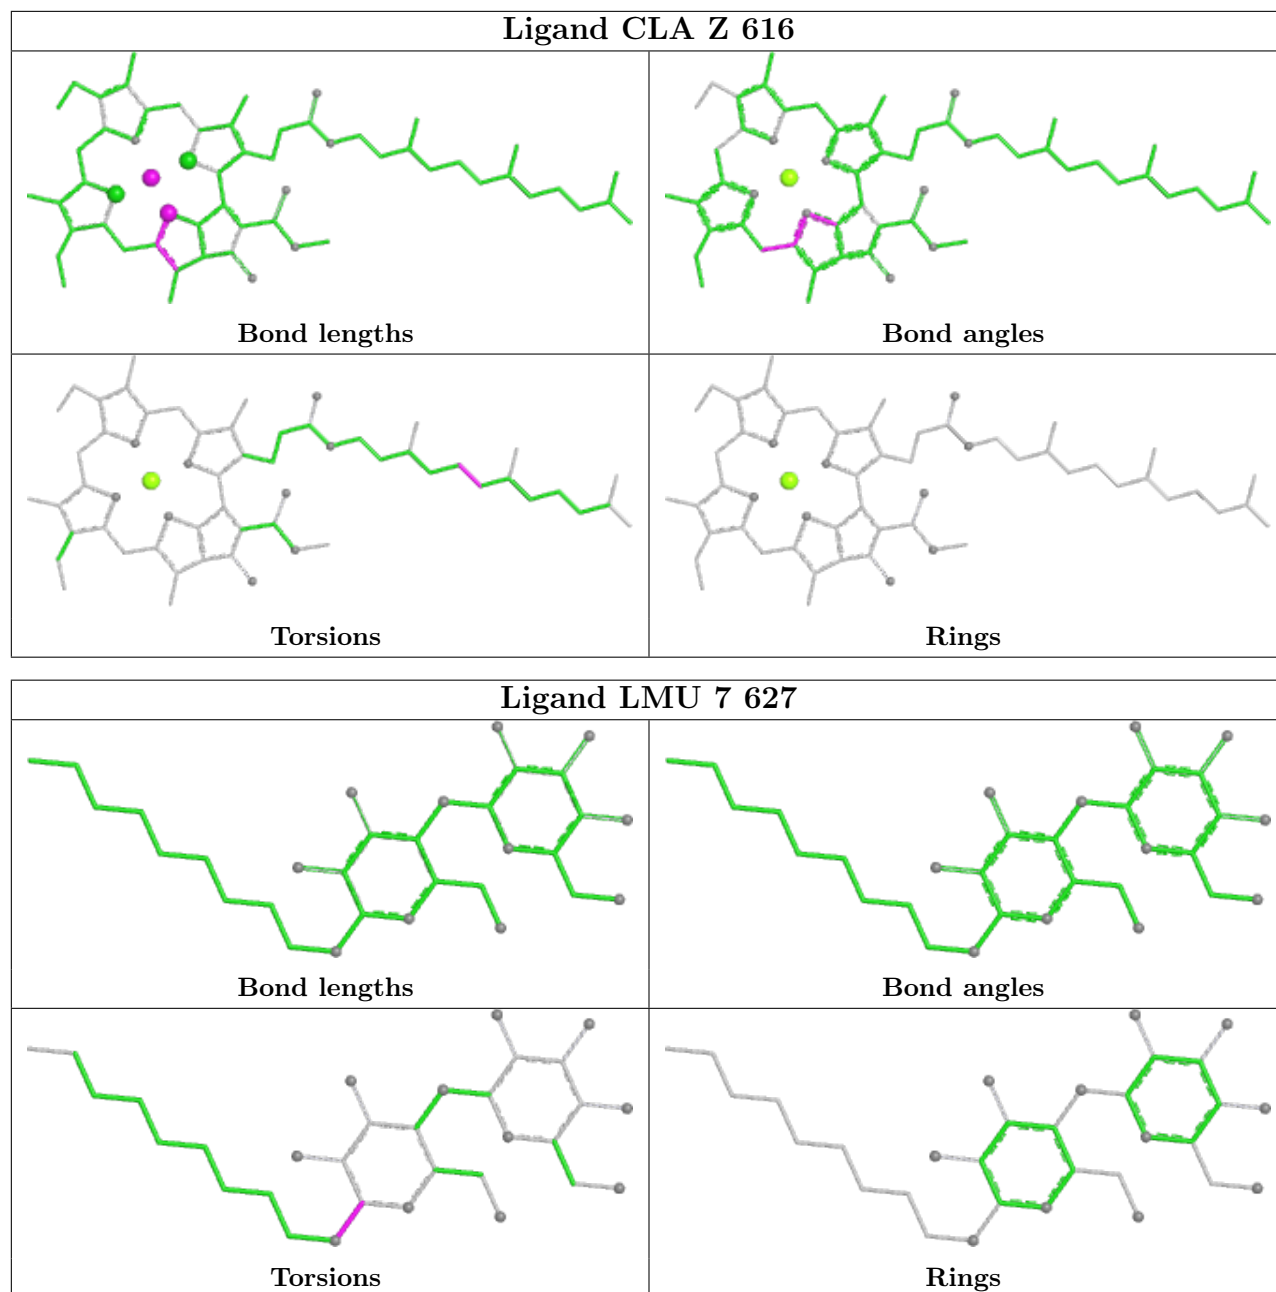 Ligand CLA Z 616
Bond lengths
Bond angles
Torsions
Rings
Ligand LMU 7 627
Bond lengths
Bond angles
Torsions
Rings